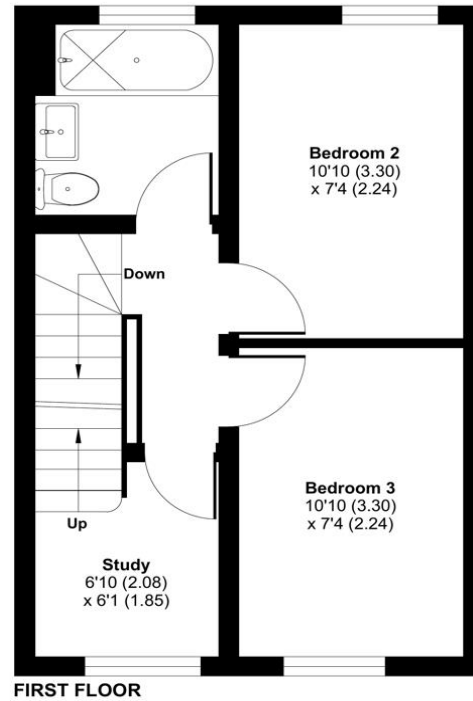 Bedroom 2
10'10 (3.30)
x 7'4 (2.24)
Down
Bedroom 3
10'10 (3.30)
x 7'4 (2.24)
Up
Study
6'10 (2.08)
x 6'1 (1.85)
FIRST FLOOR